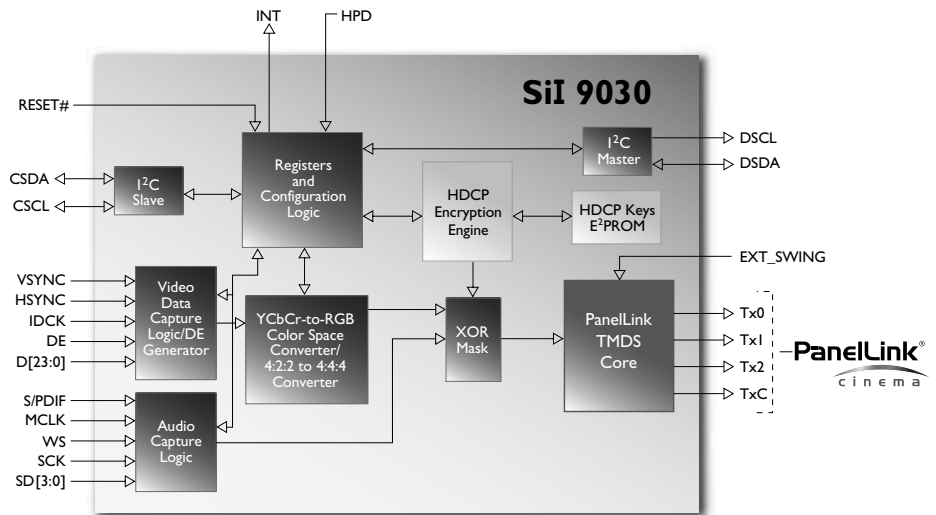 INT
HPD
SiI 9030
RESET#
Registers
and
Configuration
Logic
I²C
Master
DSCL
DSDA
CSDA
CSCL
I²C
Slave
HDCP
Encryption
Engine
HDCP Keys
E²PROM
EXT_SWING
VSYNC
HSYNC
IDCK
DE
D[23:0]
Video
Data
Capture
Logic/DE
Generator
YCbCr-to-RGB
Color Space
Converter/
4:2:2 to 4:4:4
Converter
XOR
Mask
PanelLink
TMDS
Core
Tx0
Tx1
Tx2
TxC
PanelLink®
cinema
S/PDIF
MCLK
WS
SCK
SD[3:0]
Audio
Capture
Logic